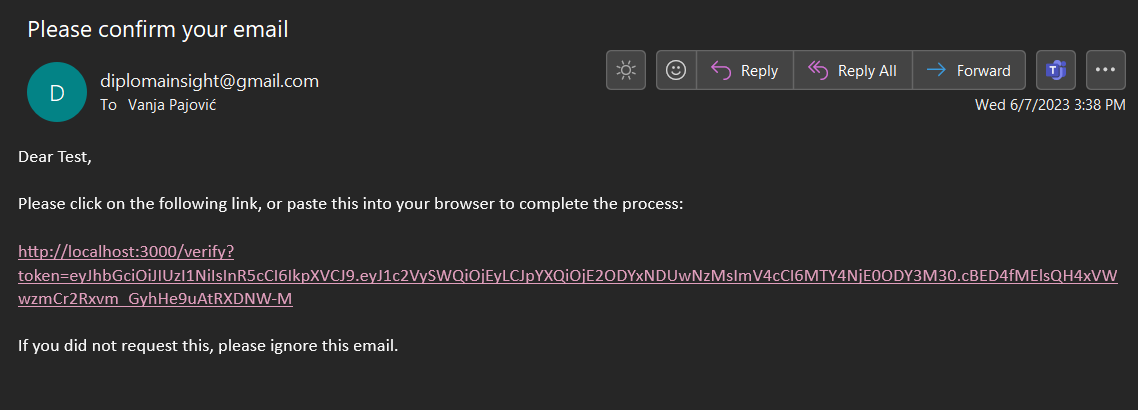 Please confirm your email
D
diplomainsight@gmail.com
To Vanja Pajović
Reply
Reply All
Forward
Wed 6/7/2023 3:38 PM
Dear Test,
Please click on the following link, or paste this into your browser to complete the process:
http://localhost:3000/verify?
token=eyJhbGciOiJIUzI1NiIsInR5cCI6IkpXVCJ9.eyJ1c2VySWQiOjEyLCJpYXQiOjE2ODYxNDUwNzMsImV4cCI6MTY4NjE0ODY3M30.cBED4fMElsQH4xVW
wzmCr2Rxvm_GyhHe9uAtRXDNW-M
If you did not request this, please ignore this email.